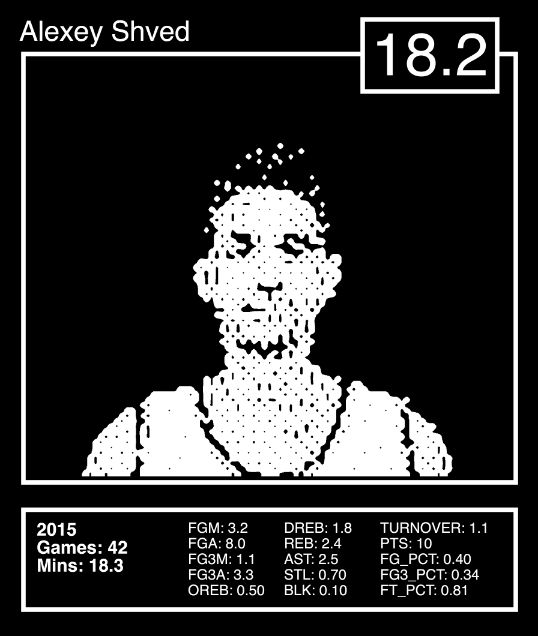 Alexey Shved
18.2
2015
Games: 42
Mins: 18.3
FGM: 3.2
FGA: 8.0
FG3M: 1.1
FG3A: 3.3
OREB: 0.50
DREB: 1.8
REB: 2.4
AST: 2.5
STL: 0.70
BLK: 0.10
TURNOVER: 1.1
PTS: 10
FG_PCT: 0.40
FG3_PCT: 0.34
FT_PCT: 0.81